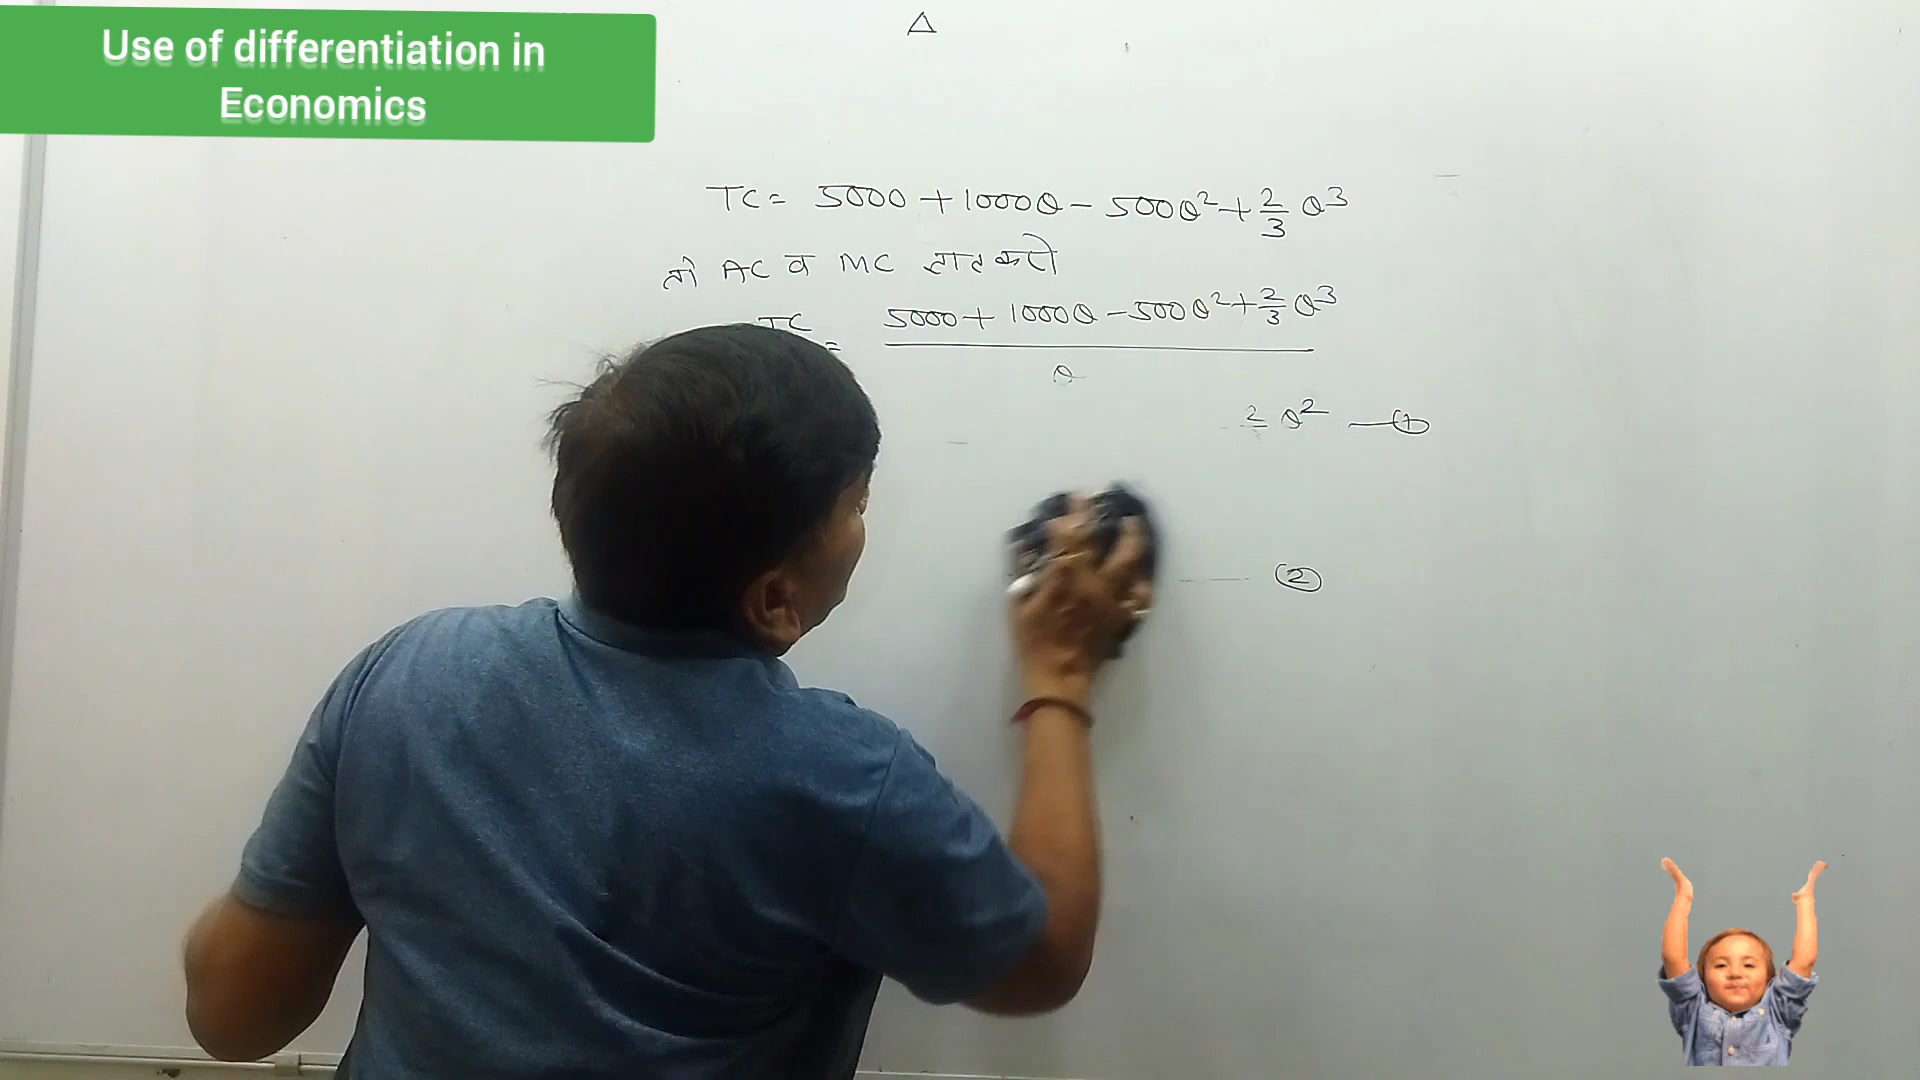 Use of differentiation in
Economics
Δ
TC = 5000 + 1000Q - 500Q² + 2/3 Q³
तो AC व MC ज्ञात करो
TC = 5000 + 1000Q - 500Q² + 2/3 Q³
Q
2 Q² — ①
— ②